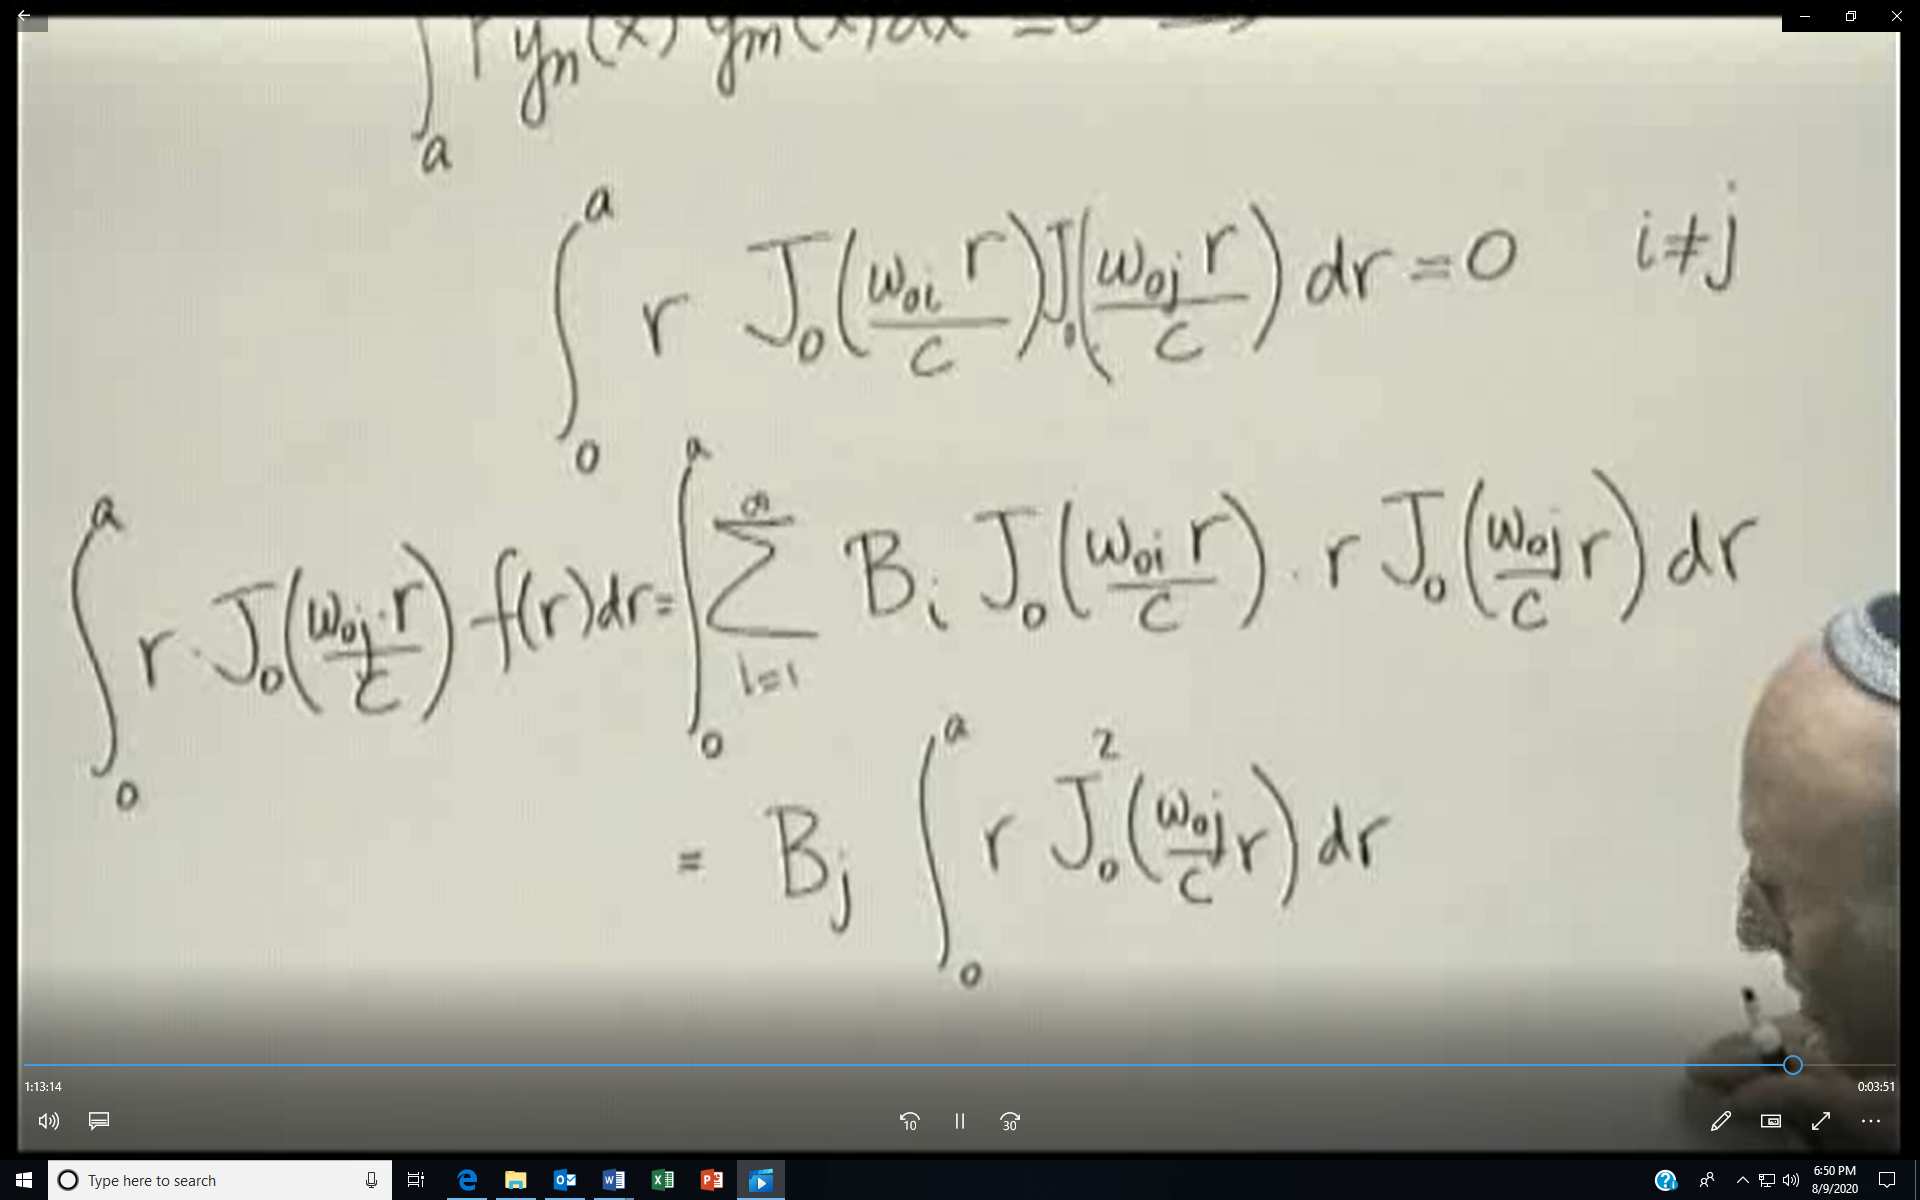 ∫ₐ r yₙ(x) yₘ(x) dx = 0 ⇒
∫₀ᵃ r J₀(ω₀ᵢ r / c) J₀(ω₀ⱼ r / c) dr = 0 i ≠ j
∫₀ᵃ r · J₀(ω₀ⱼ · r / c) f(r) dr = ∫₀ᵃ ∑_{i=1}^{∞} Bᵢ J₀(ω₀ᵢ r / c) · r J₀(ω₀ⱼ/c r) dr
= Bⱼ ∫₀ᵃ r J₀²(ω₀ⱼ/c r) dr
1:13:14 0:03:51
10 30
Type here to search
6:50 PM
8/9/2020